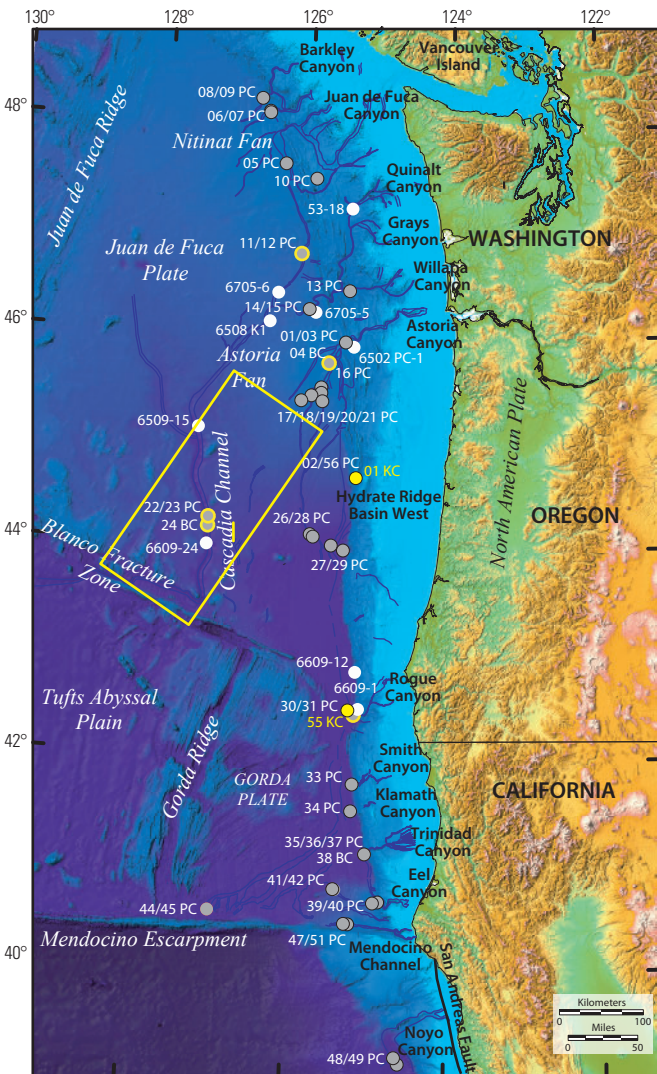 130°
128°
126°
124°
122°
Barkley
Canyon
Vancouver
Island
48°
08/09 PC
06/07 PC
Juan de Fuca
Canyon
Juan de Fuca Ridge
Nitinat Fan
05 PC
10 PC
Quinalt
Canyon
53-18
Grays
Canyon
WASHINGTON
11/12 PC
Juan de Fuca
Plate
Willapa
Canyon
6705-6
13 PC
14/15 PC
6705-5
46°
6508 K1
01/03 PC
Astoria
Canyon
04 BC
6502 PC-1
Astoria
Fan
16 PC
17/18/19/20/21 PC
6509-15
North American Plate
Cascadia Channel
02/56 PC
01 KC
Hydrate Ridge
Basin West
22/23 PC
24 BC
26/28 PC
OREGON
44°
6609-24
Blanco Fracture
Zone
27/29 PC
6609-12
6609-1
Rogue
Canyon
30/31 PC
55 KC
Tufts Abyssal
Plain
42°
Smith
Canyon
Gorda Ridge
GORDA
PLATE
33 PC
Klamath
Canyon
CALIFORNIA
34 PC
35/36/37 PC
38 BC
Trinidad
Canyon
41/42 PC
Eel
Canyon
44/45 PC
39/40 PC
Mendocino Escarpment
47/51 PC
Mendocino
Channel
40°
San Andreas Fault
Kilometers
0
100
Miles
0
50
Noyo
Canyon
48/49 PC